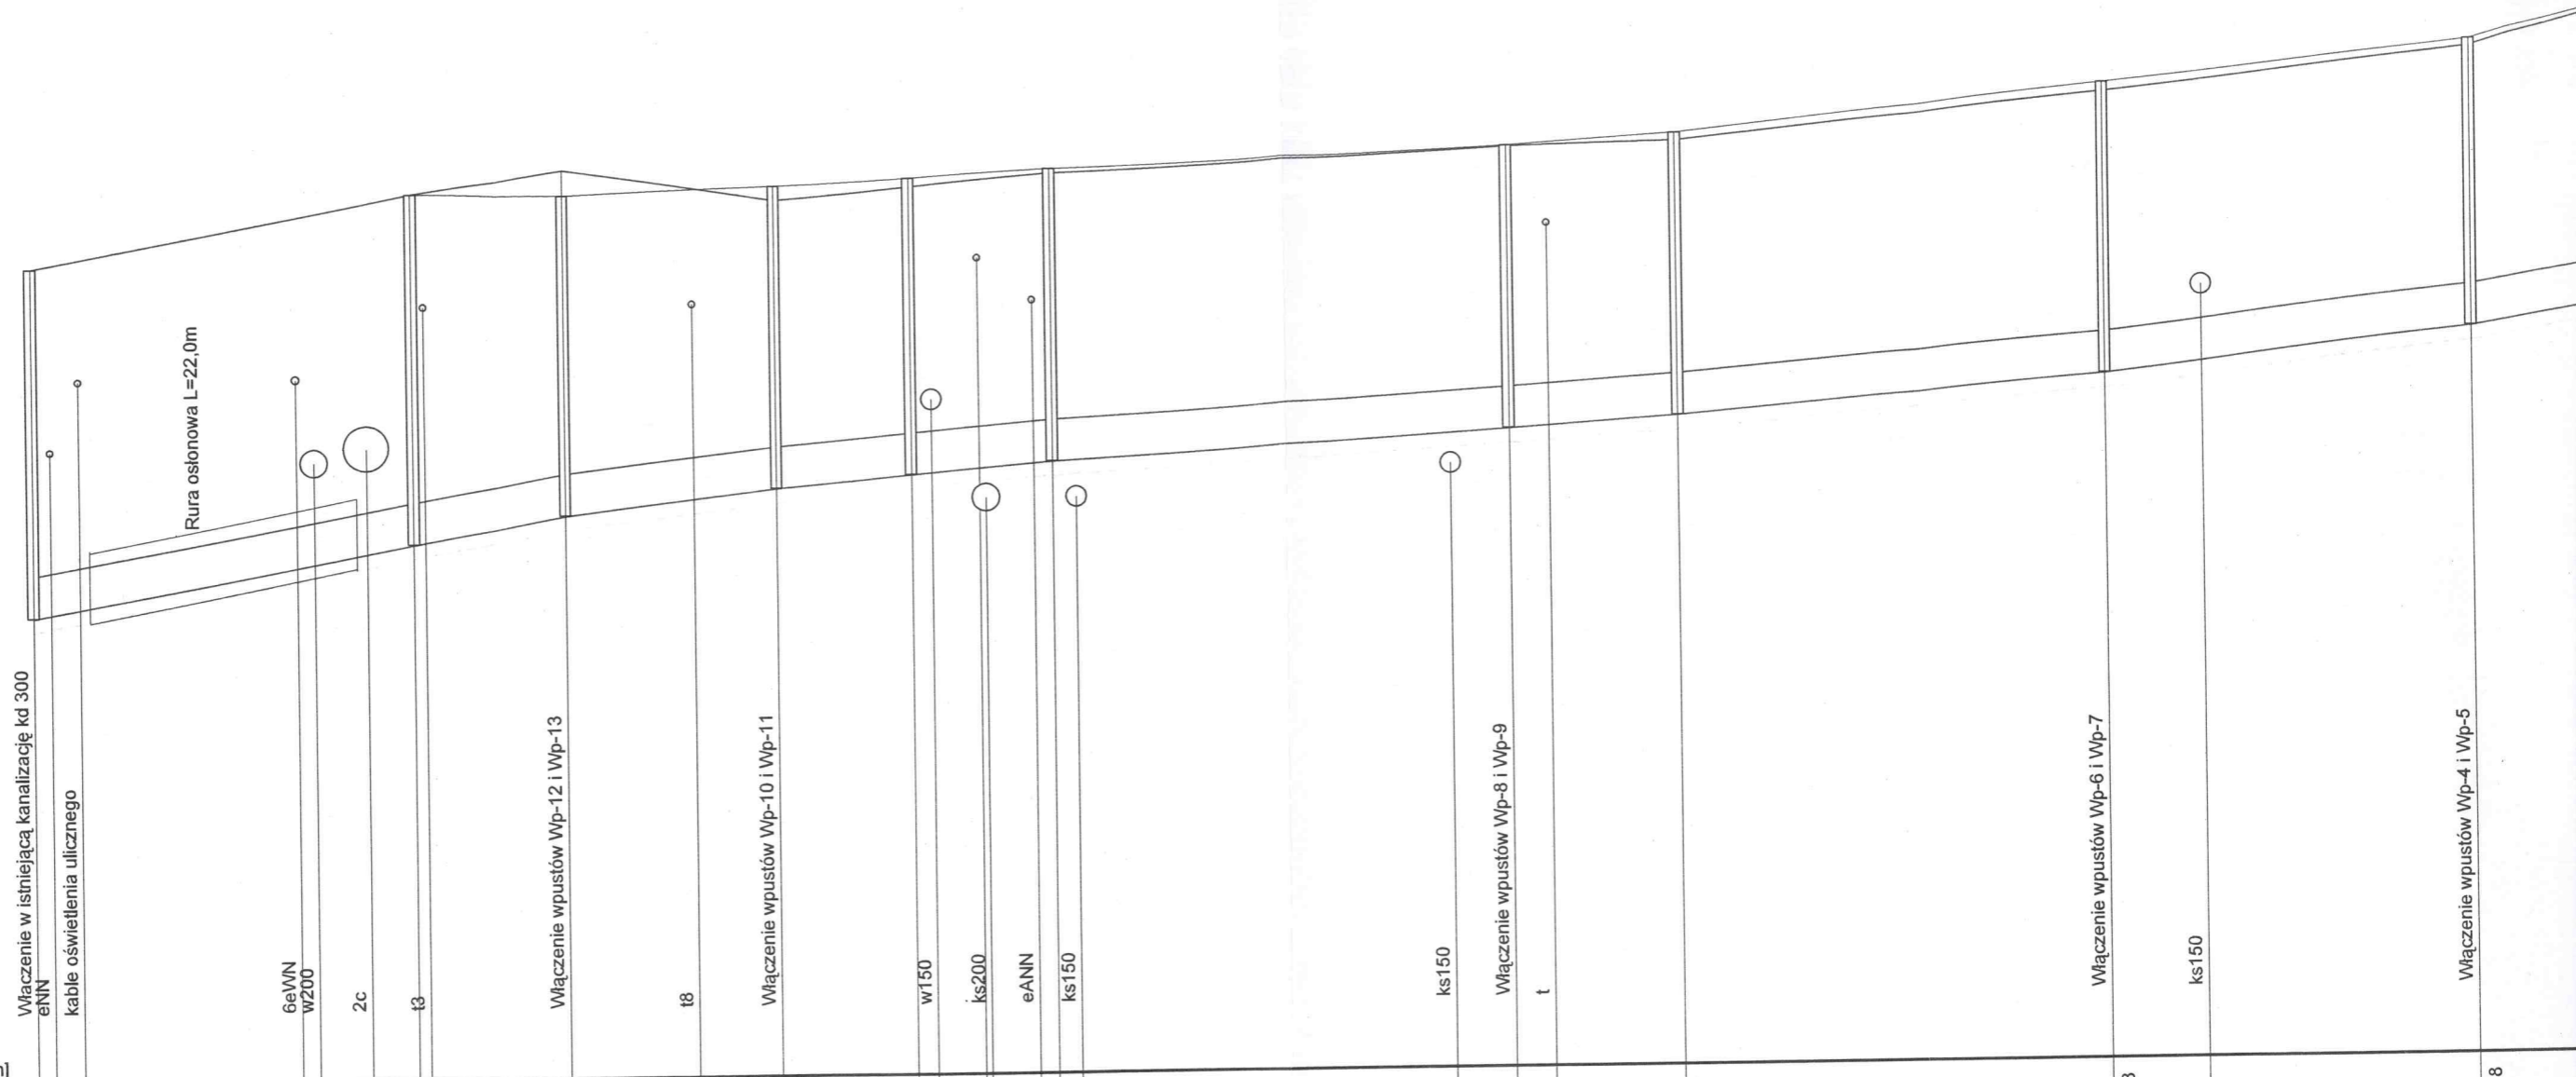 Właczenie w istniejącą kanalizację kd 300
eNN
kable oświetlenia ulicznego
Rura osłonowa L=22,0m
6eWN
w200
2c
t3
Włączenie wpustów Wp-12 i Wp-13
t8
Włączenie wpustów Wp-10 i Wp-11
w150
ks200
eANN
ks150
ks150
Włączenie wpustów Wp-8 i Wp-9
t
Włączenie wpustów Wp-6 i Wp-7
ks150
Włączenie wpustów Wp-4 i Wp-5